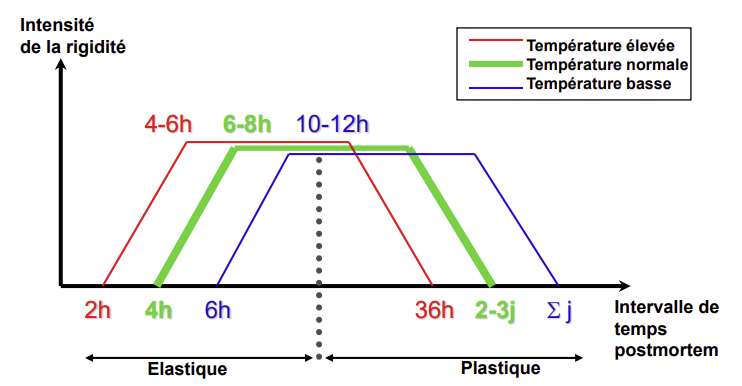 Intensité
de la rigidité
Température élevée
Température normale
Température basse
4-6h
6-8h
10-12h
2h
4h
6h
36h
2-3j
Σ j
Intervalle de
temps
postmortem
Elastique
Plastique